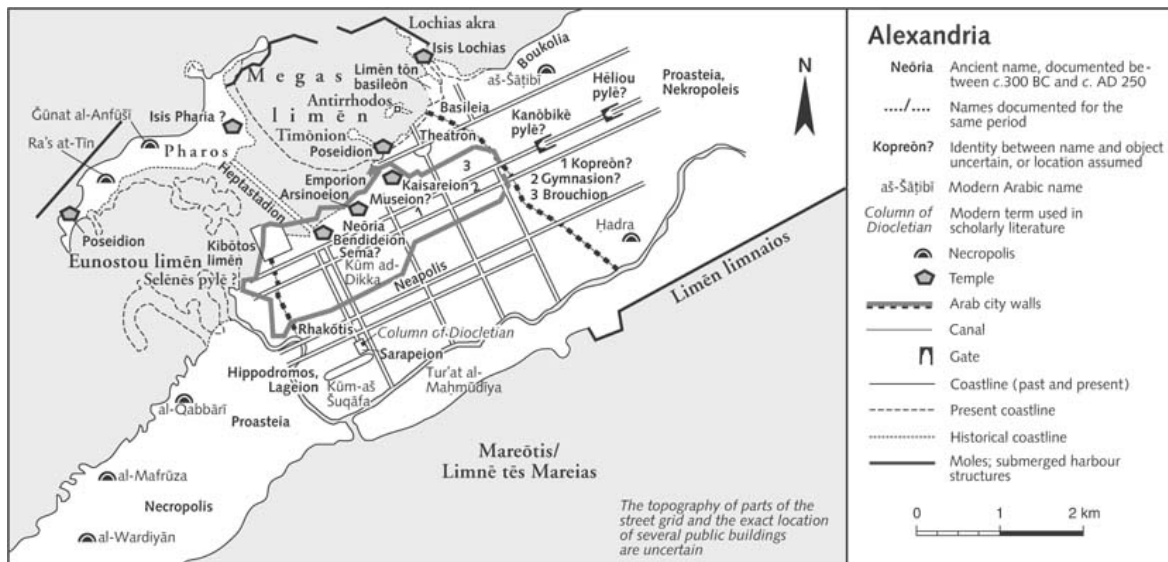 Lochias akra
Isis Lochias
Boukolia
Megas
limēn
Limēn tōn
basileōn
aš-Šāṭibī
Hēliou
pylē?
Proasteia,
Nekropoleis
N
Antirrhodos
Basileia
Kanōbikē
pylē?
Ǧūnat al-Anfūšī
Isis Pharia ?
Ra's at-Tīn
Pharos
Timōnion
Poseidion
Theatron
Heptastadion
Emporion
Arsinoeion
Kaisareion
Museion?
3
2
1
1 Kopreōn?
2 Gymnasion?
3 Brouchion
Poseidion
Neōria
Bendideion
Sema?
Kūm ad-
Dikka
Ḥadra
Kibōtos
limēn
Eunostou limēn
Selēnēs pylē ?
Neapolis
Limēn limnaios
Rhakōtis
Column of Diocletian
Sarapeion
Hippodromos,
Lageion
Kūm-aš
Šuqāfa
Tur'at al-
Maḥmūdīya
al-Qabbārī
Proasteia
Mareōtis/
Limnē tēs Mareias
al-Mafrūza
Necropolis
al-Wardiyān
The topography of parts of the
street grid and the exact location
of several public buildings
are uncertain
Alexandria
Neōria Ancient name, documented be-
tween c.300 BC and c. AD 250
..../.... Names documented for the
same period
Kopreōn? Identity between name and object
uncertain, or location assumed
aš-Šāṭibī Modern Arabic name
Column of Modern term used in
Diocletian scholarly literature
Necropolis
Temple
Arab city walls
Canal
Gate
Coastline (past and present)
Present coastline
Historical coastline
Moles; submerged harbour
structures
0 1 2 km